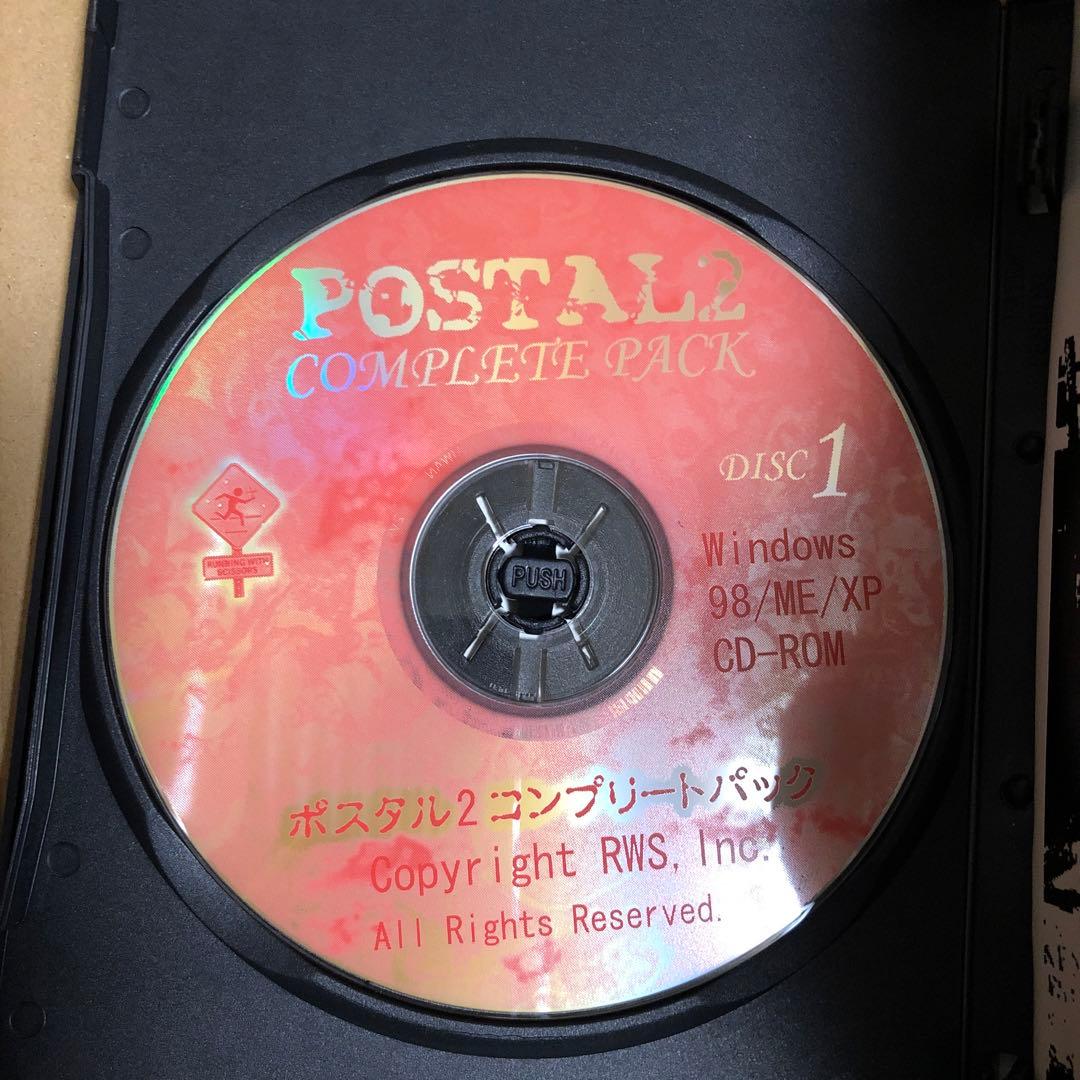 POSTAL2
COMPLETE PACK
DISC 1
Windows
98/ME/XP
CD-ROM
RUNNING WITH
SCISSORS
PUSH
ポスタル2 コンプリートパック
Copyright RWS, Inc.
All Rights Reserved.